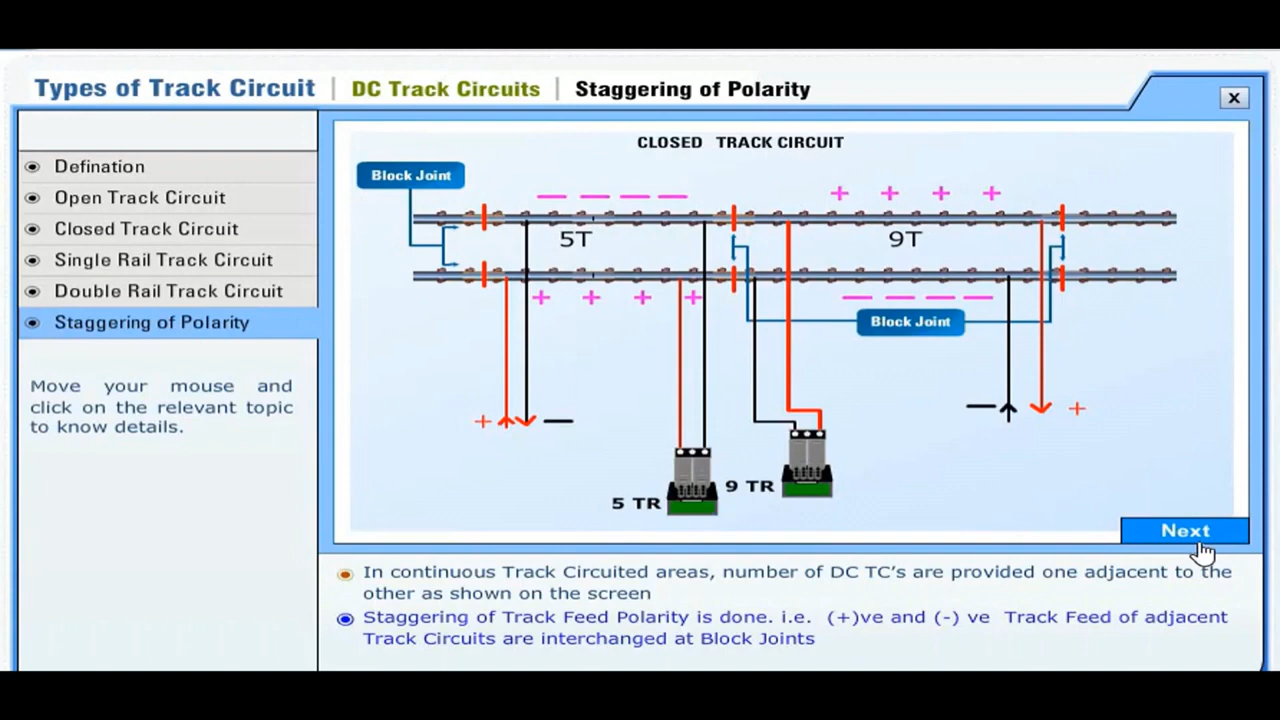 Types of Track Circuit | DC Track Circuits | Staggering of Polarity
X
Defination
Open Track Circuit
Closed Track Circuit
Single Rail Track Circuit
Double Rail Track Circuit
Staggering of Polarity
Move your mouse and
click on the relevant topic
to know details.
CLOSED TRACK CIRCUIT
Block Joint
— — — —
+ + + +
5T
9T
+ + + +
— — — —
Block Joint
+ —
— +
5 TR
9 TR
Next
In continuous Track Circuited areas, number of DC TC's are provided one adjacent to the
other as shown on the screen
Staggering of Track Feed Polarity is done. i.e. (+)ve and (-) ve Track Feed of adjacent
Track Circuits are interchanged at Block Joints